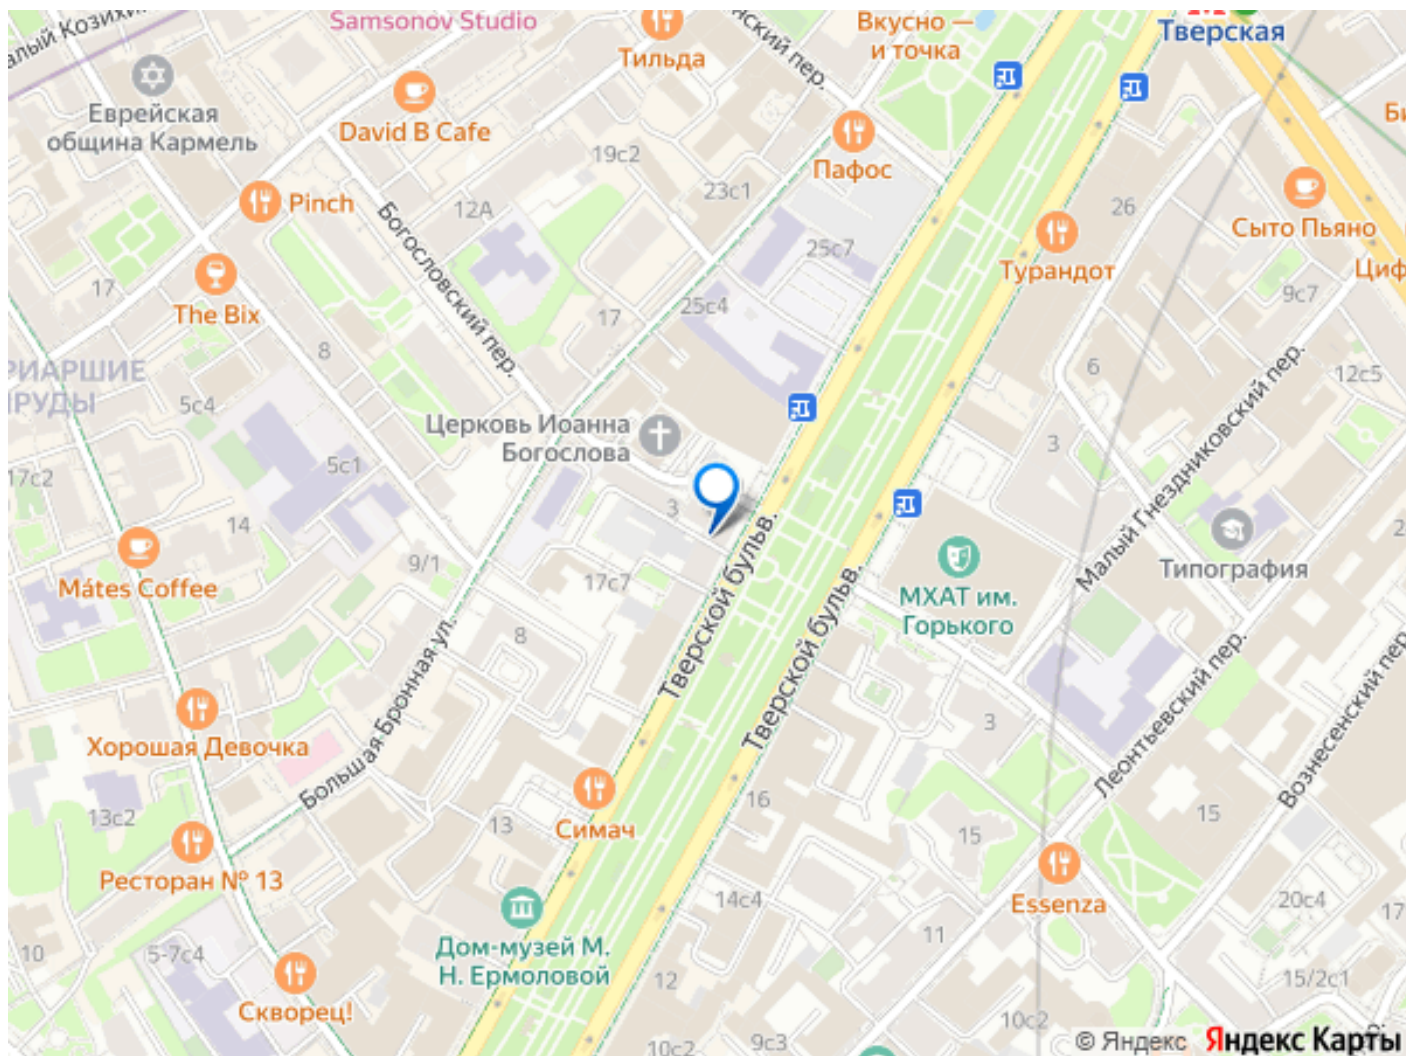 Samsonov Studio
Тильда
Вкусно —
и точка
Тверская
Еврейская
община Кармель
David B Cafe
Пафос
19с2
23с1
12А
26
Сыто Пьяно
Pinch
Богословский пер.
25с7
Турандот
17
The Bix
25с4
17
9с7
8
6
12с5
5с4
Церковь Иоанна
Богослова
3
Малый Гнездниковский пер.
17с2
5с1
3
14
Mátes Coffee
9/1
17с7
Тверской бульв.
Тверской бульв.
МХАТ им.
Горького
Типография
8
Большая Бронная ул.
Леонтьевский пер.
3
Хорошая Девочка
13с2
13
Симач
16
15
15
Ресторан № 13
Essenza
14с4
20с4
11
17
Дом-музей М.
Н. Ермоловой
10
5-7с4
12
15/2с1
Скворец!
10с2
9с3
10с2
© Яндекс Яндекс Карты